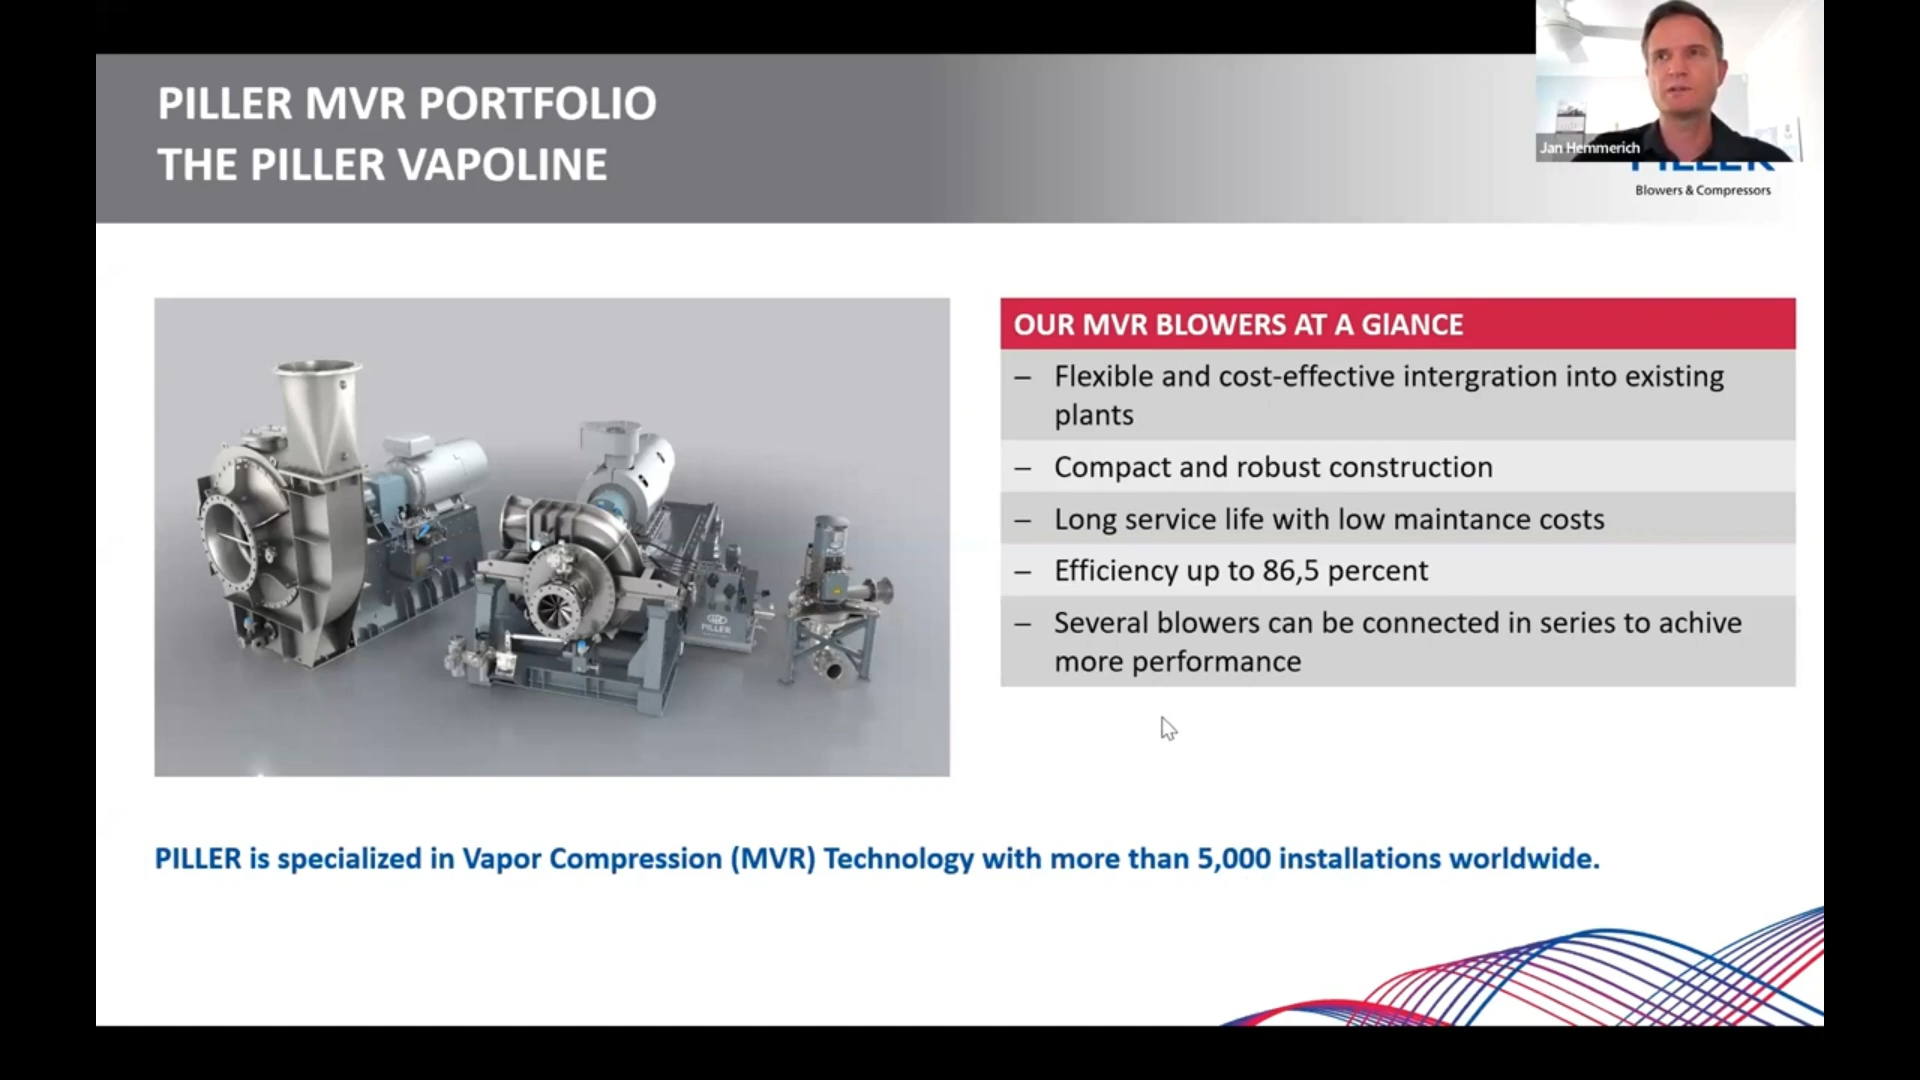 PILLER MVR PORTFOLIO
THE PILLER VAPOLINE
Jan Hemmerich
PILLER
Blowers & Compressors
OUR MVR BLOWERS AT A GlANCE
– Flexible and cost-effective intergration into existing
plants
– Compact and robust construction
– Long service life with low maintance costs
– Efficiency up to 86,5 percent
– Several blowers can be connected in series to achive
more performance
PILLER
PILLER is specialized in Vapor Compression (MVR) Technology with more than 5,000 installations worldwide.